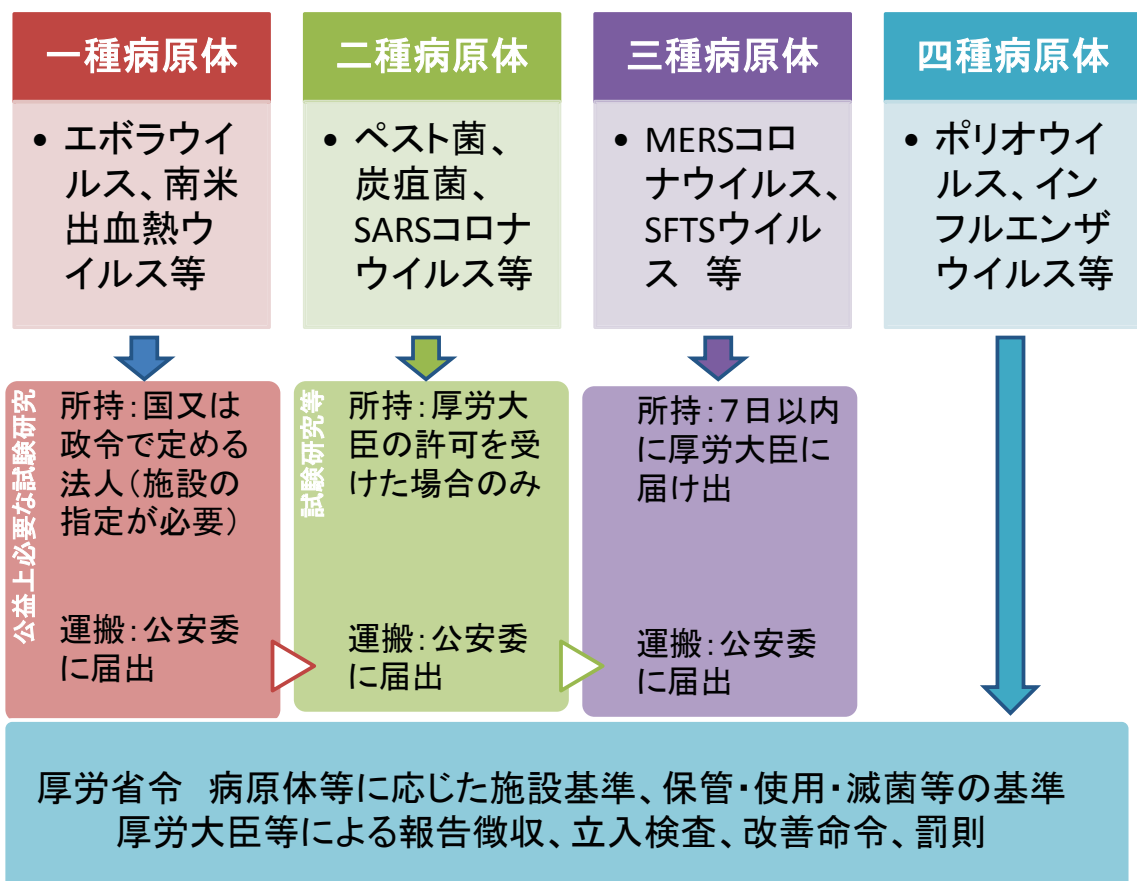 一種病原体
• エボラウイ
ルス、南米
出血熱ウ
イルス等
二種病原体
• ペスト菌、
炭疽菌、
SARSコロナ
ウイルス等
三種病原体
• MERSコロ
ナウイルス、
SFTSウイル
ス 等
四種病原体
• ポリオウイ
ルス、イン
フルエンザ
ウイルス等
公益上必要な試験研究
所持：国又は
政令で定める
法人（施設の
指定が必要）
運搬：公安委
に届出
試験研究等
所持：厚労大
臣の許可を受
けた場合のみ
運搬：公安委
に届出
所持：７日以内
に厚労大臣に
届け出
運搬：公安委
に届出
厚労省令 病原体等に応じた施設基準、保管・使用・滅菌等の基準
厚労大臣等による報告徴収、立入検査、改善命令、罰則